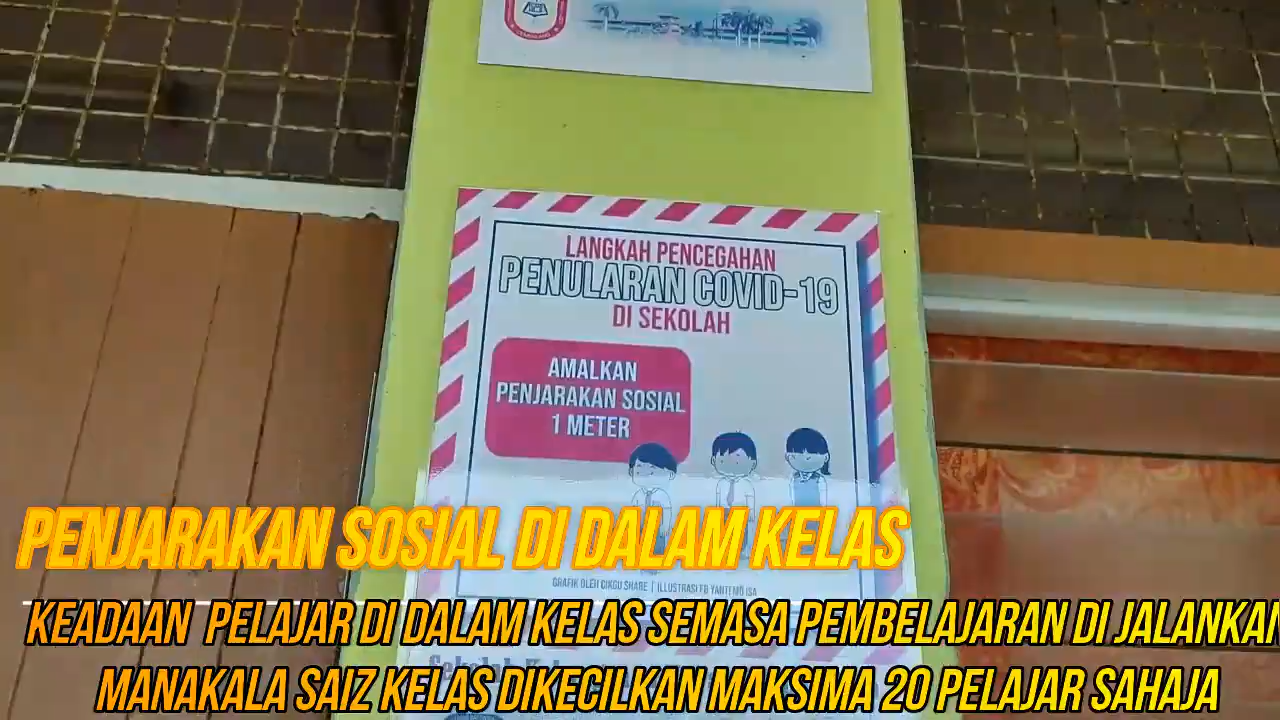 LANGKAH PENCEGAHAN
PENULARAN COVID-19
DI SEKOLAH
AMALKAN
PENJARAKAN SOSIAL
1 METER
PENJARAKAN SOSIAL DI DALAM KELAS
GRAFIK OLEH CIKGU SHARE | ILLUSTRASI FB YANTEMO ISA
KEADAAN PELAJAR DI DALAM KELAS SEMASA PEMBELAJARAN DI JALANKAN
MANAKALA SAIZ KELAS DIKECILKAN MAKSIMA 20 PELAJAR SAHAJA